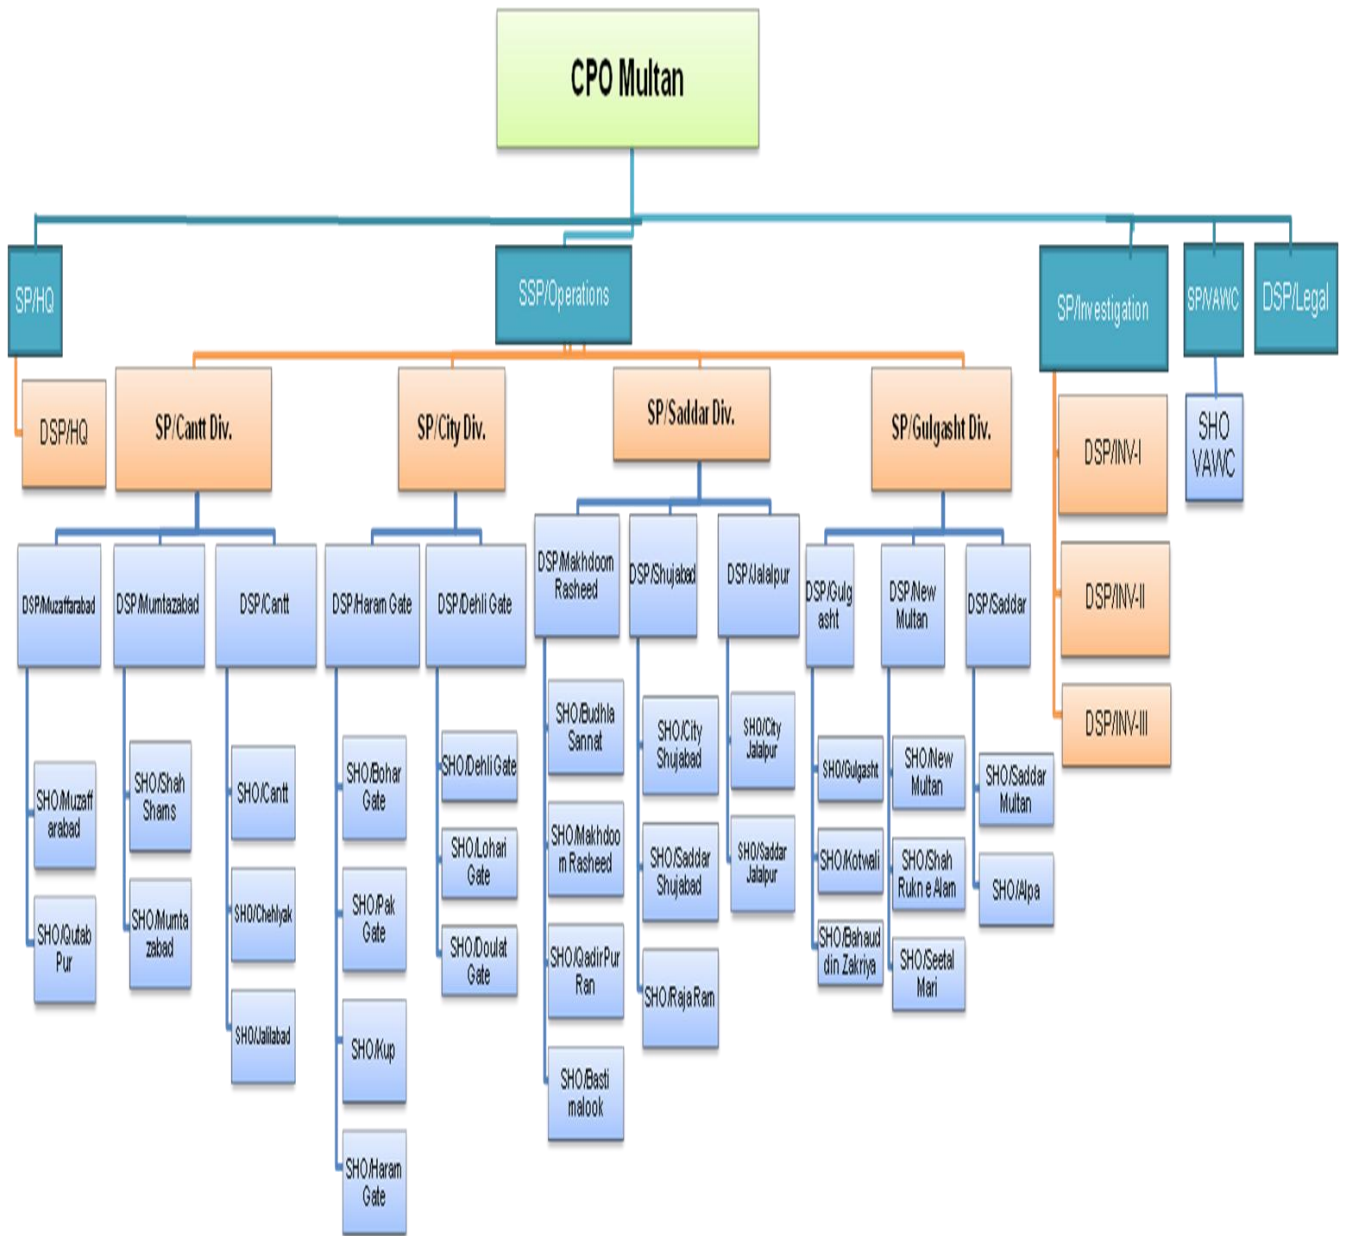 CPO Multan
SP/HQ
SSP/Operations
SP/Investigation
SP/VAWC
DSP/Legal
DSP/HQ
SP/Cantt Div.
SP/City Div.
SP/Saddar Div.
SP/Gulgasht Div.
DSP/INV-I
SHO
VAWC
DSP/INV-II
DSP/INV-III
DSP/Muzaffarabad
DSP/Mumtazabad
DSP/Cantt
DSP/Haram Gate
DSP/Dehli Gate
DSP/Makhdoom
Rasheed
DSP/Shujabad
DSP/Jalalpur
DSP/Gulg
asht
DSP/New
Multan
DSP/Saddar
SHO/Muzaff
arabad
SHO/Qutab
Pur
SHO/Shah
Shams
SHO/Mumta
zabad
SHO/Cantt
SHO/Chehlyak
SHO/Jalilabad
SHO/Bohar
Gate
SHO/Pak
Gate
SHO/Kup
SHO/Haram
Gate
SHO/Dehli Gate
SHO/Lohari
Gate
SHO/Doulat
Gate
SHO/Budhla
Sannat
SHO/Makhdoo
m Rasheed
SHO/Qadir Pur
Ran
SHO/Basti
malook
SHO/City
Shujabad
SHO/Saddar
Shujabad
SHO/Raja Ram
SHO/City
Jalalpur
SHO/Saddar
Jalalpur
SHO/Gulgasht
SHO/Kotwali
SHO/Bahaud
din Zakriya
SHO/New
Multan
SHO/Shah
Rukn e Alam
SHO/Seetal
Mari
SHO/Saddar
Multan
SHO/Alpa